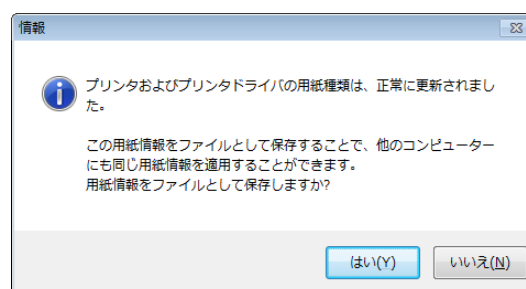 情報
プリンタおよびプリンタドライバの用紙種類は、正常に更新されまし
た。
この用紙情報をファイルとして保存することで、他のコンピューター
にも同じ用紙情報を適用することができます。
用紙情報をファイルとして保存しますか?
はい(Y)
いいえ(N)